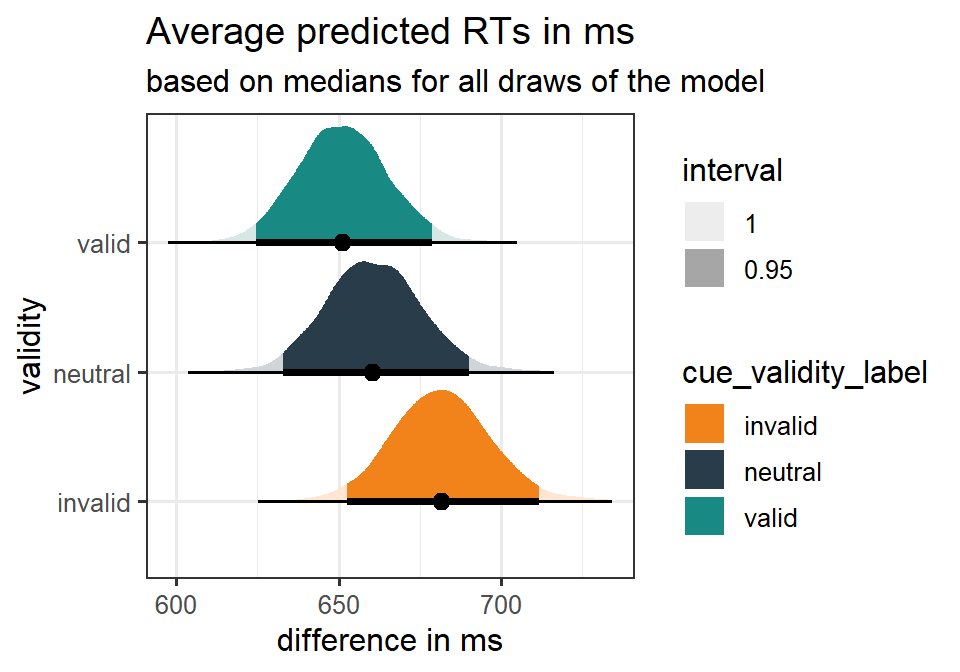 Average predicted RTs in ms
based on medians for all draws of the model
valid
neutral
invalid
validity
600
650
700
difference in ms
interval
1
0.95
cue_validity_label
invalid
neutral
valid